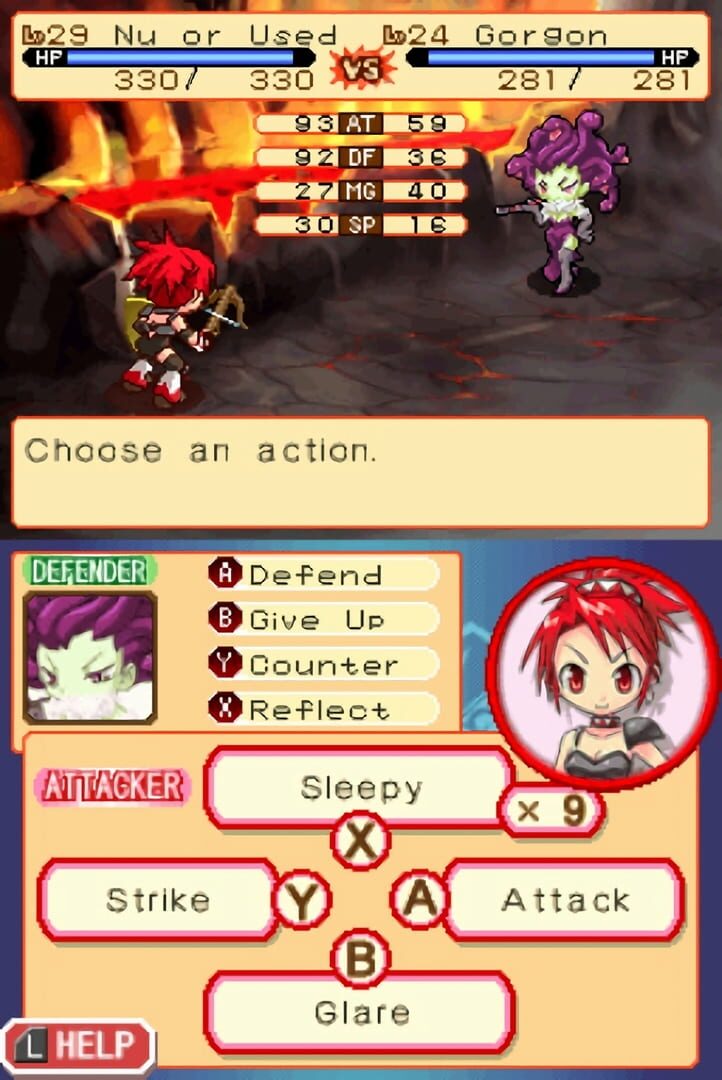 Lv29 Nu or Used Lv24 Gorgon
HP VS HP
330/ 330 281/ 281
93 AT 59
92 DF 36
27 MG 40
30 SP 16
Choose an action.
DEFENDER
A Defend
B Give Up
Y Counter
X Reflect
ATTACKER
Sleepy
× 9
X
Strike Y A Attack
B
Glare
L HELP